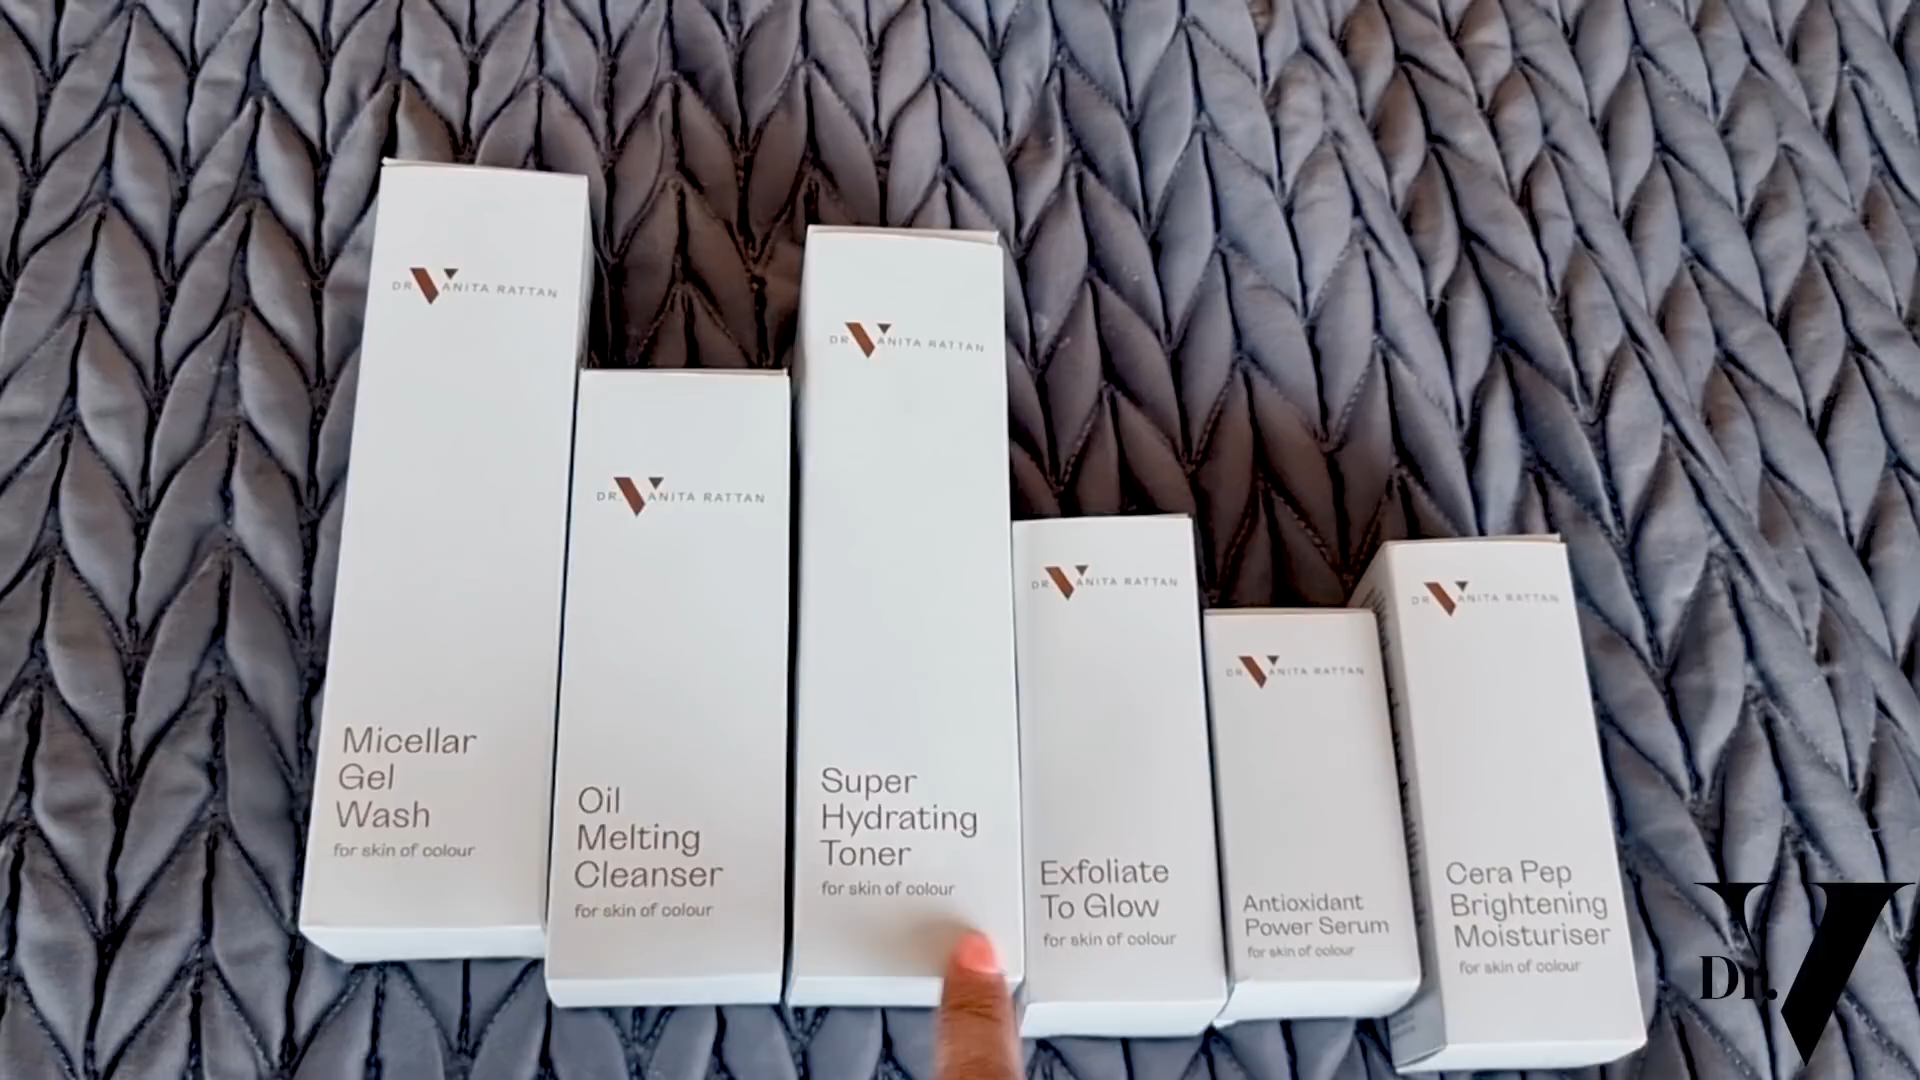 DR. VANITA RATTAN
Micellar
Gel
Wash
for skin of colour
DR. VANITA RATTAN
Oil
Melting
Cleanser
for skin of colour
DR. VANITA RATTAN
Super
Hydrating
Toner
for skin of colour
DR. VANITA RATTAN
Exfoliate
To Glow
for skin of colour
DR. VANITA RATTAN
Antioxidant
Power Serum
for skin of colour
DR. VANITA RATTAN
Cera Pep
Brightening
Moisturiser
for skin of colour
Dr. V